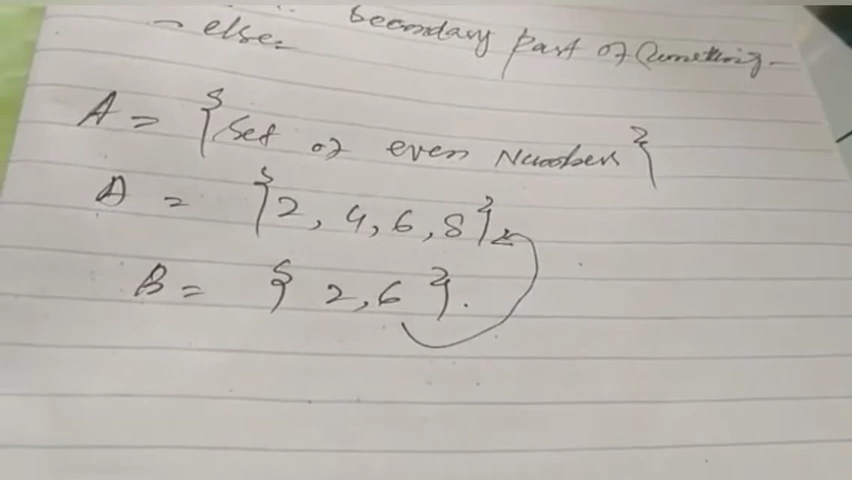 secondary part of something.
- else.
A = {Set of even Numbers}
A = {2, 4, 6, 8}
B = {2, 6}.